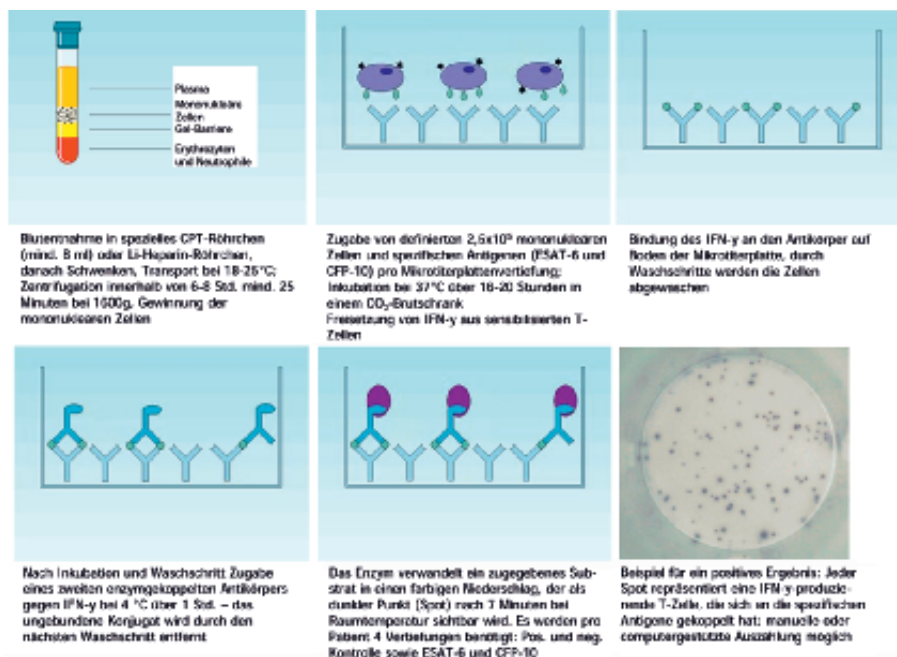 Plasma
Mononukleäre
Zellen
Gel-Barriere
Erythrozyten
und Neutrophile
Blutentnahme in spezielles CPT-Röhrchen
(mind. 8 ml) oder Li-Heparin-Röhrchen,
danach Schwenken, Transport bei 18-25°C;
Zentrifugation innerhalb von 6-8 Std. mind. 25
Minuten bei 1600g, Gewinnung der
mononuklearen Zellen
Zugabe von definierten 2,5x10⁵ mononuklearen
Zellen und spezifischen Antigenen (ESAT-6 und
CFP-10) pro Mikrotiterplattenvertiefung;
Inkubation bei 37°C über 16-20 Stunden in
einem CO₂-Brutschrank
Freisetzung von IFN-y aus sensibilisierten T-
Zellen
Bindung des IFN-y an den Antikörper auf
Boden der Mikrotiterplatte, durch
Waschschritte werden die Zellen
abgewaschen
Nach Inkubation und Waschschritt Zugabe
eines zweiten enzymgekoppelten Antikörpers
gegen IFN-y bei 4 °C über 1 Std. – das
ungebundene Konjugat wird durch den
nächsten Waschschritt entfernt
Das Enzym verwandelt ein zugegebenes Sub-
strat in einen farbigen Niederschlag, der als
dunkler Punkt (Spot) nach 7 Minuten bei
Raumtemperatur sichtbar wird. Es werden pro
Patient 4 Vertiefungen benötigt: Pos. und neg.
Kontrolle sowie ESAT-6 und CFP-10
Beispiel für ein positives Ergebnis: Jeder
Spot repräsentiert eine IFN-y-produzie-
rende T-Zelle, die sich an die spezifischen
Antigene gekoppelt hat: manuelle oder
computergestützte Auszählung möglich